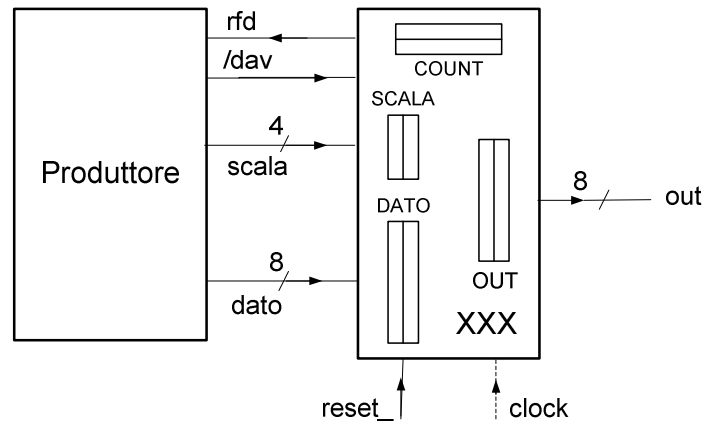 rfd
/dav
COUNT
SCALA
4
scala
Produttore
DATO
8
out
8
dato
OUT
XXX
reset_
clock